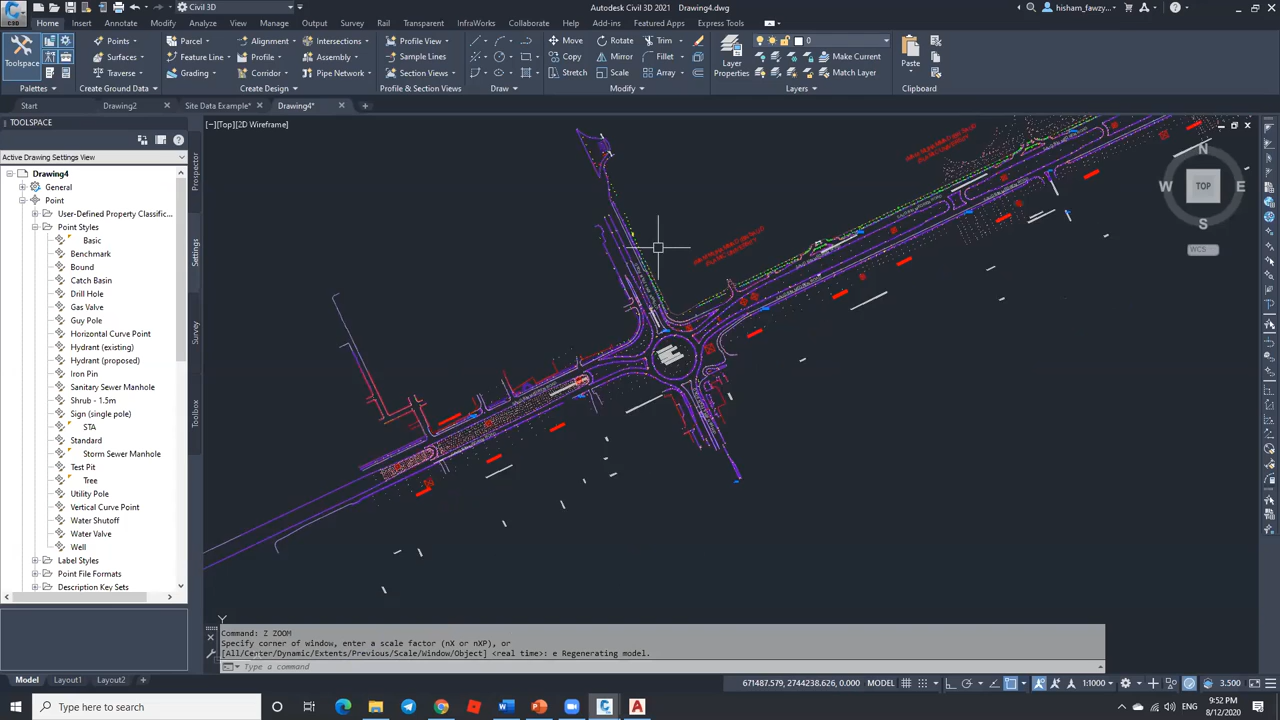 Civil 3D
Autodesk Civil 3D 2021 Drawing4.dwg
hisham_fawzy...
C3D
Home
Insert
Annotate
Modify
Analyze
View
Manage
Output
Survey
Rail
Transparent
InfraWorks
Collaborate
Help
Add-ins
Featured Apps
Express Tools
Toolspace
Points
Surfaces
Traverse
Parcel
Feature Line
Grading
Alignment
Profile
Corridor
Intersections
Assembly
Pipe Network
Profile View
Sample Lines
Section Views
Move
Copy
Stretch
Rotate
Mirror
Scale
Trim
Fillet
Array
Layer
Properties
0
Make Current
Match Layer
Paste
Palettes
Create Ground Data
Create Design
Profile & Section Views
Draw
Modify
Layers
Clipboard
Start
Drawing2
Site Data Example*
Drawing4*
TOOLSPACE
[−][Top][2D Wireframe]
Active Drawing Settings View
Drawing4
General
Point
User-Defined Property Classific...
Point Styles
Basic
Benchmark
Bound
Catch Basin
Drill Hole
Gas Valve
Guy Pole
Horizontal Curve Point
Hydrant (existing)
Hydrant (proposed)
Iron Pin
Sanitary Sewer Manhole
Shrub - 1.5m
Sign (single pole)
STA
Standard
Storm Sewer Manhole
Test Pit
Tree
Utility Pole
Vertical Curve Point
Water Shutoff
Water Valve
Well
Label Styles
Point File Formats
Description Key Sets
Prospector
Settings
Survey
Toolbox
N
W
TOP
E
S
WCS
Y
Command: Z ZOOM
Specify corner of window, enter a scale factor (nX or nXP), or
[All/Center/Dynamic/Extents/Previous/Scale/Window/Object] <real time>: e Regenerating model.
Type a command
Model
Layout1
Layout2
671487.579, 2744238.626, 0.000
MODEL
1:1000
3.500
Type here to search
ENG
9:52 PM
8/12/2020